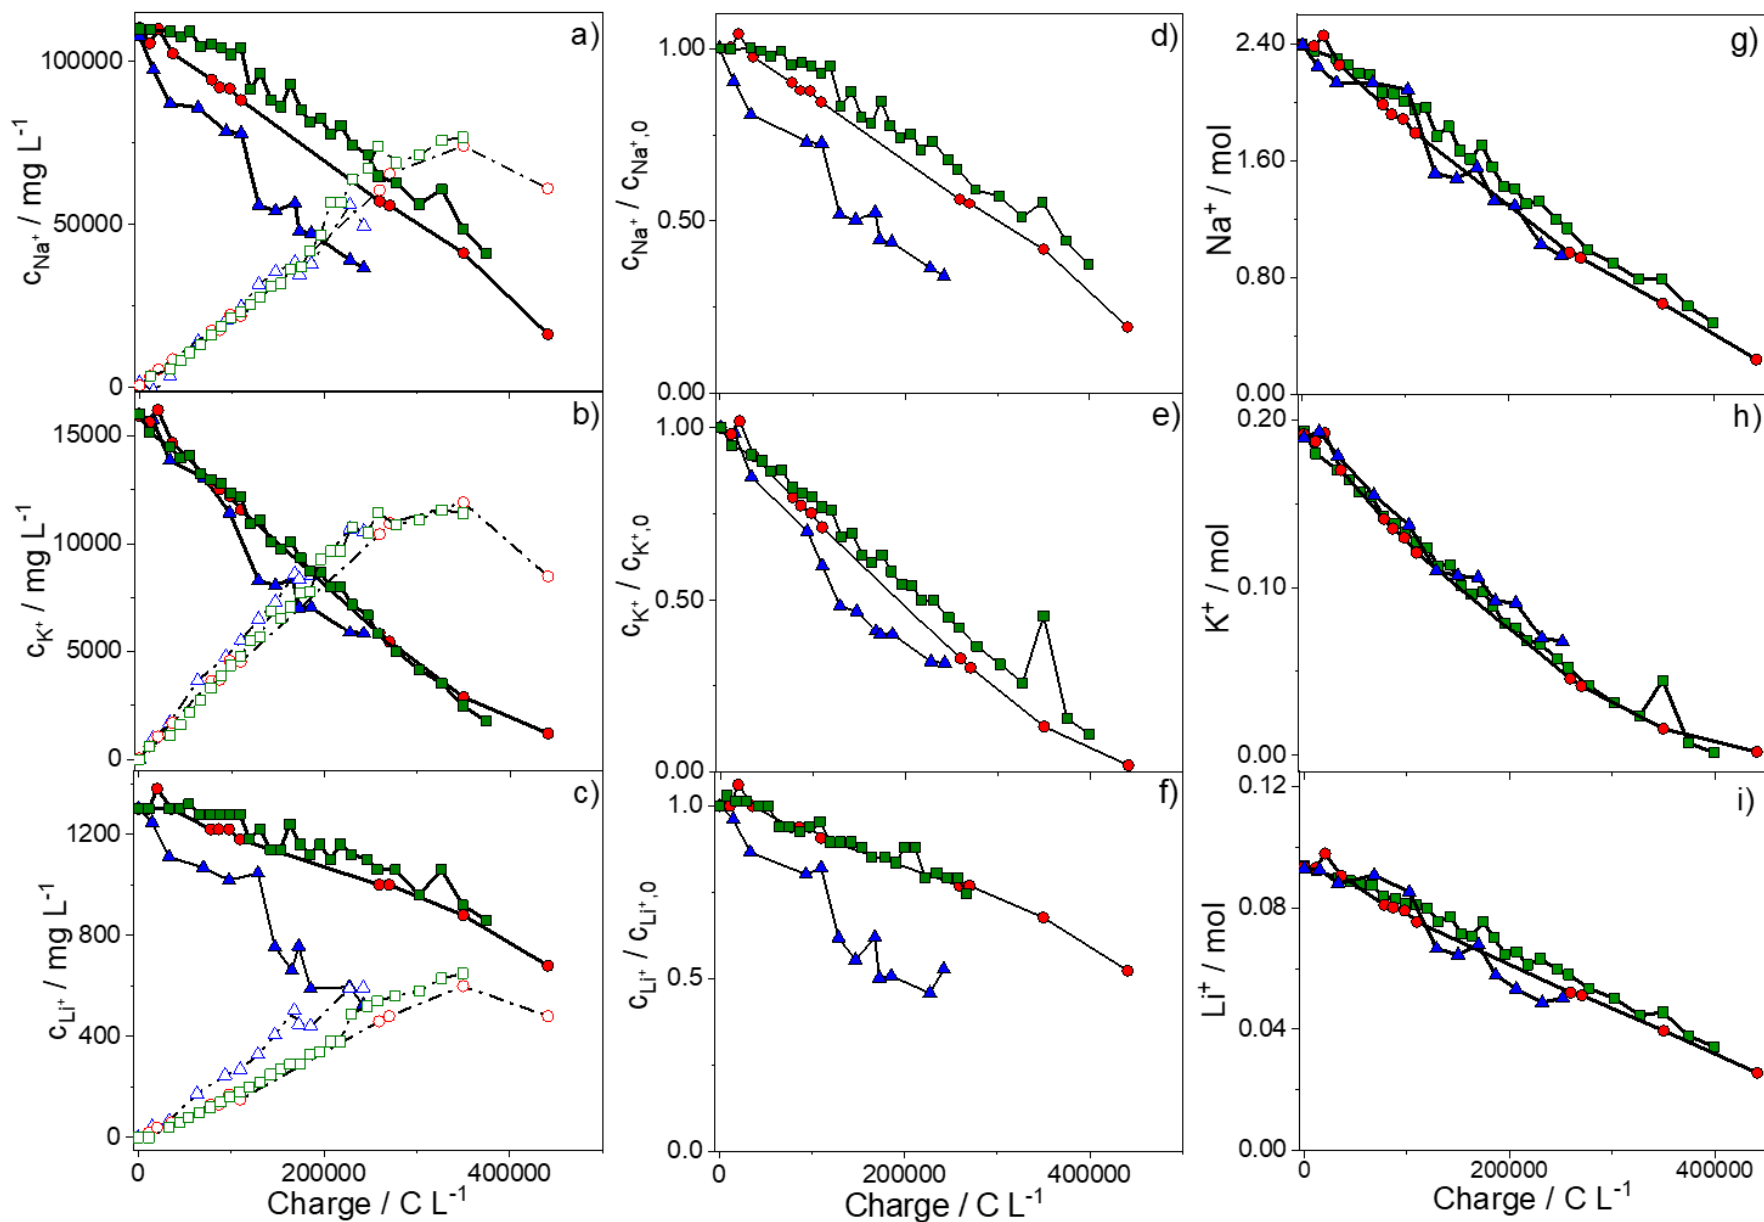 a)
c_Na⁺ / mg L⁻¹
100000
50000
0
b)
c_K⁺ / mg L⁻¹
15000
10000
5000
0
c)
c_Li⁺ / mg L⁻¹
1200
800
400
0
0 200000 400000
Charge / C L⁻¹
d)
c_Na⁺ / c_Na⁺,0
1.00
0.50
0.00
e)
c_K⁺ / c_K⁺,0
1.00
0.50
0.00
f)
c_Li⁺ / c_Li⁺,0
1.0
0.5
0.0
0 200000 400000
Charge / C L⁻¹
g)
Na⁺ / mol
2.40
1.60
0.80
0.00
h)
K⁺ / mol
0.20
0.10
0.00
i)
Li⁺ / mol
0.12
0.08
0.04
0.00
0 200000 400000
Charge / C L⁻¹